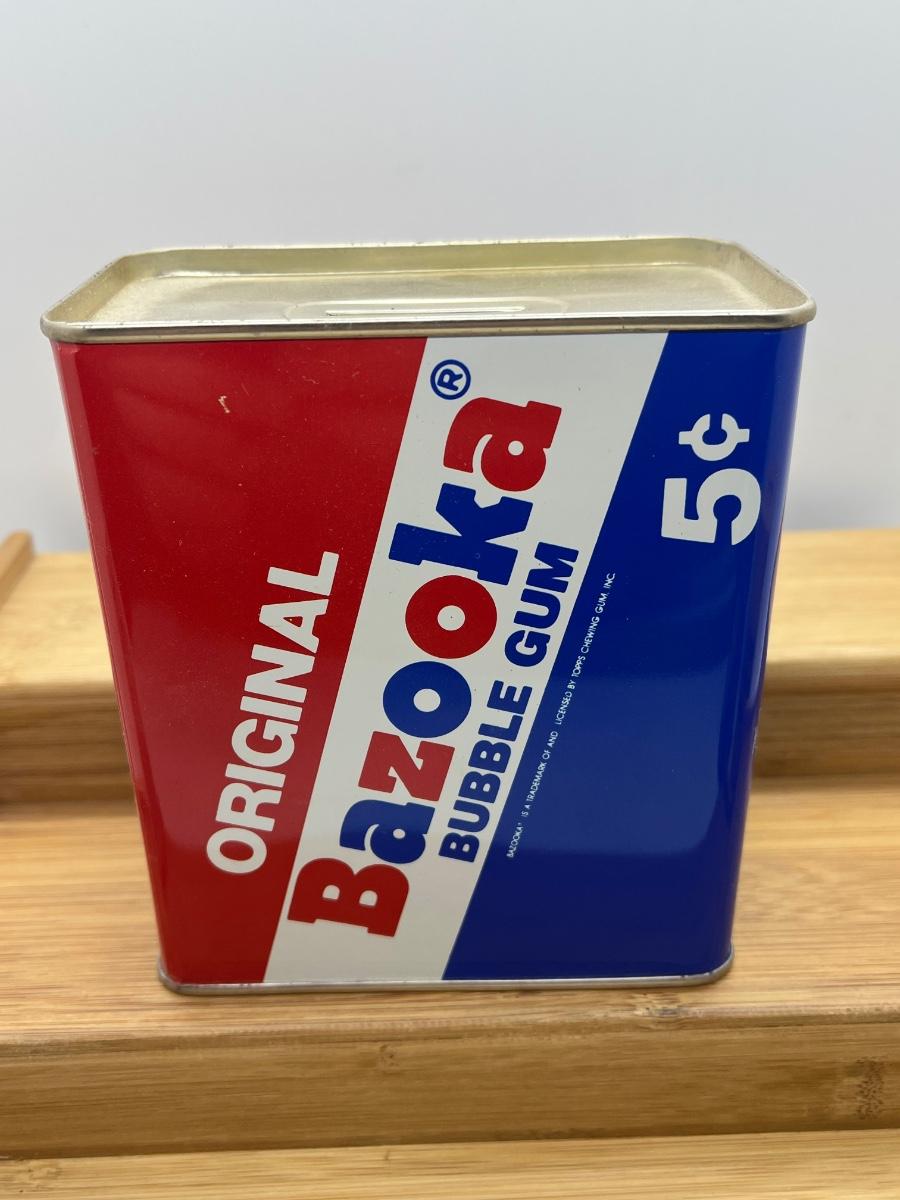 ORIGINAL
Bazooka®
BUBBLE GUM
BAZOOKA® IS A TRADEMARK OF AND LICENSED BY TOPPS CHEWING GUM, INC.
5¢